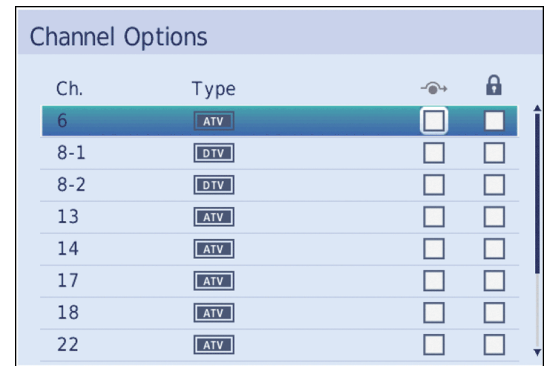 Channel Options
Ch. Type
6 ATV
8-1 DTV
8-2 DTV
13 ATV
14 ATV
17 ATV
18 ATV
22 ATV